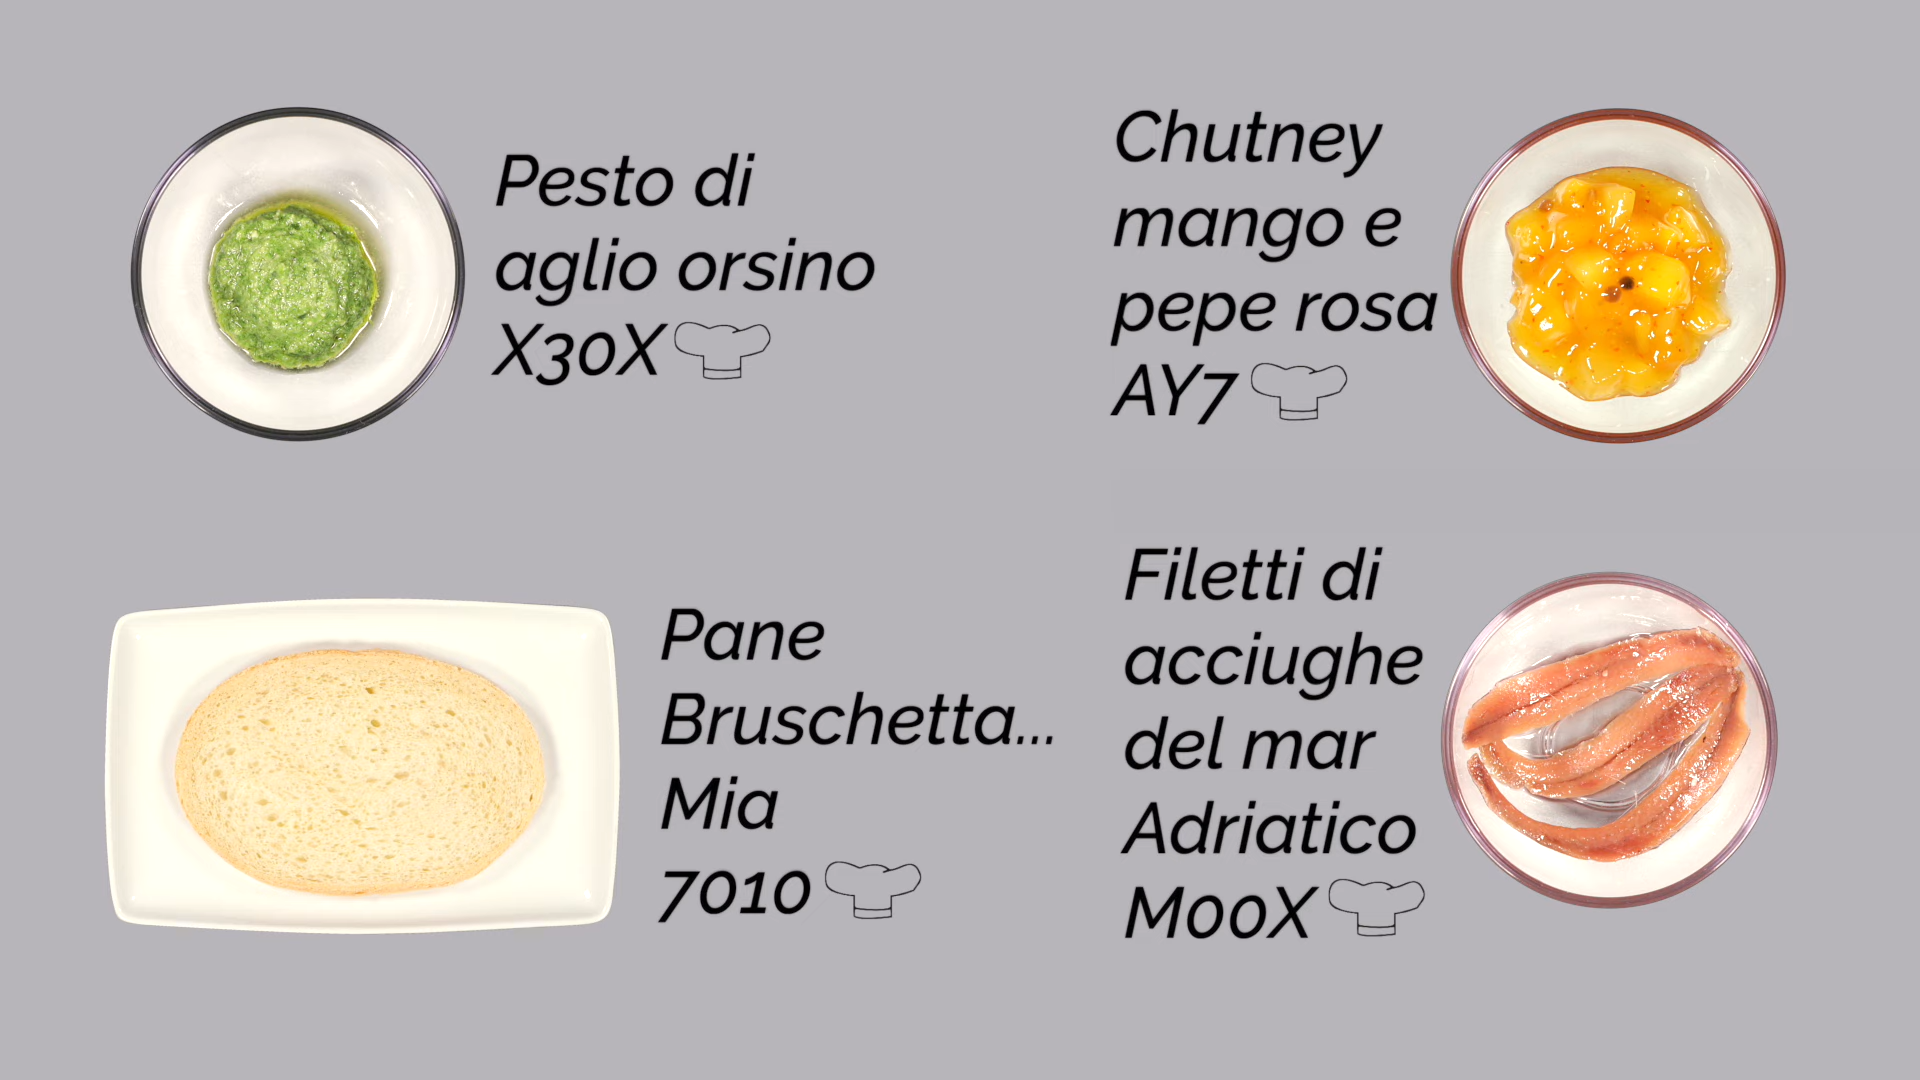 Pesto di
aglio orsino
X30X
Chutney
mango e
pepe rosa
AY7
Pane
Bruschetta...
Mia
7010
Filetti di
acciughe
del mar
Adriatico
M00X